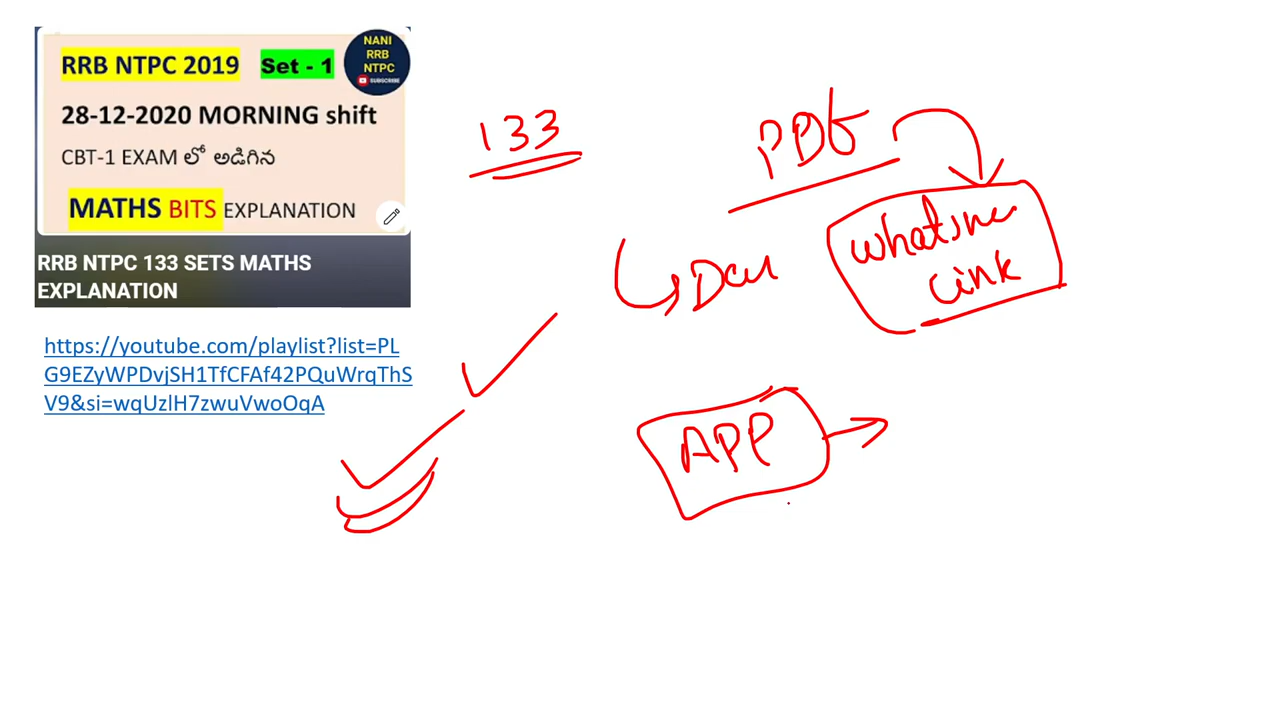 RRB NTPC 2019 Set - 1
NANI
RRB
NTPC
SUBSCRIBE
28-12-2020 MORNING shift
CBT-1 EXAM లో అడిగిన
MATHS BITS EXPLANATION
RRB NTPC 133 SETS MATHS
EXPLANATION
https://youtube.com/playlist?list=PL
G9EZyWPDvjSH1TfCFAf42PQuWrqThS
V9&si=wqUzlH7zwuVwoOqA
133
PDf
link
APP